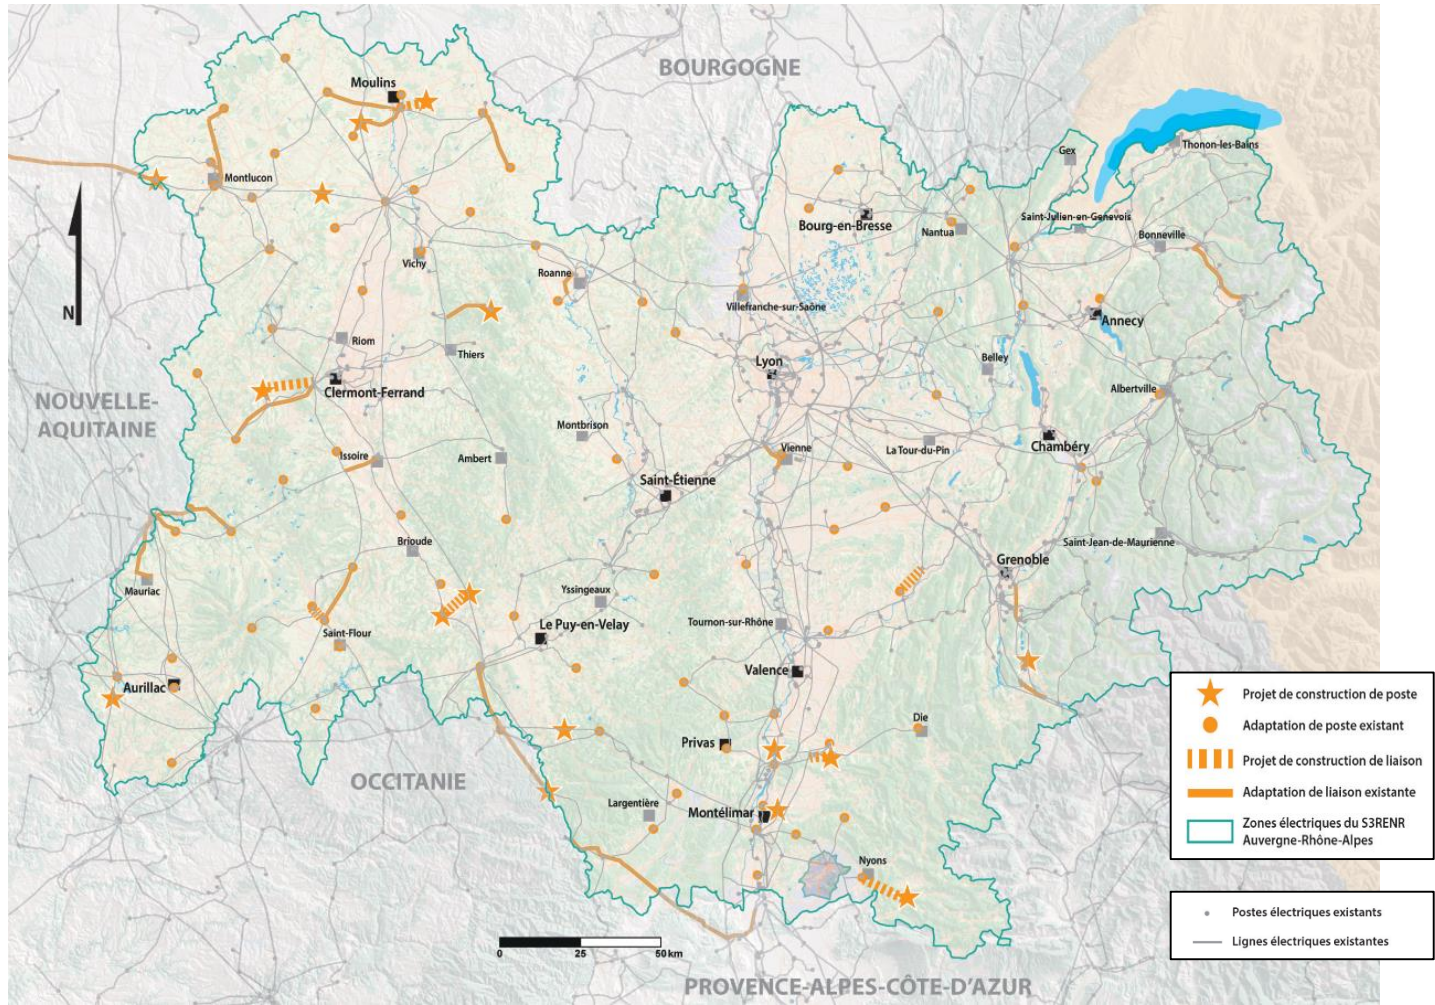 BOURGOGNE
Moulins
Gex
Thonon-les-Bains
Montlucon
Saint-Julien-en-Genevois
Bourg-en-Bresse
Nantua
Bonneville
Vichy
Roanne
Villefranche-sur-Saône
N
Annecy
Riom
Thiers
Lyon
Belley
Clermont-Ferrand
Albertville
NOUVELLE-
AQUITAINE
Montbrison
Issoire
Ambert
Vienne
La Tour-du-Pin
Chambéry
Saint-Étienne
Brioude
Saint-Jean-de-Maurienne
Grenoble
Mauriac
Yssingeaux
Saint-Flour
Le Puy-en-Velay
Tournon-sur-Rhône
Valence
Aurillac
Die
Privas
OCCITANIE
Largentière
Montélimar
Nyons
0
25
50km
PROVENCE-ALPES-CÔTE-D'AZUR
Projet de construction de poste
Adaptation de poste existant
Projet de construction de liaison
Adaptation de liaison existante
Zones électriques du S3RENR
Auvergne-Rhône-Alpes
Postes électriques existants
Lignes électriques existantes